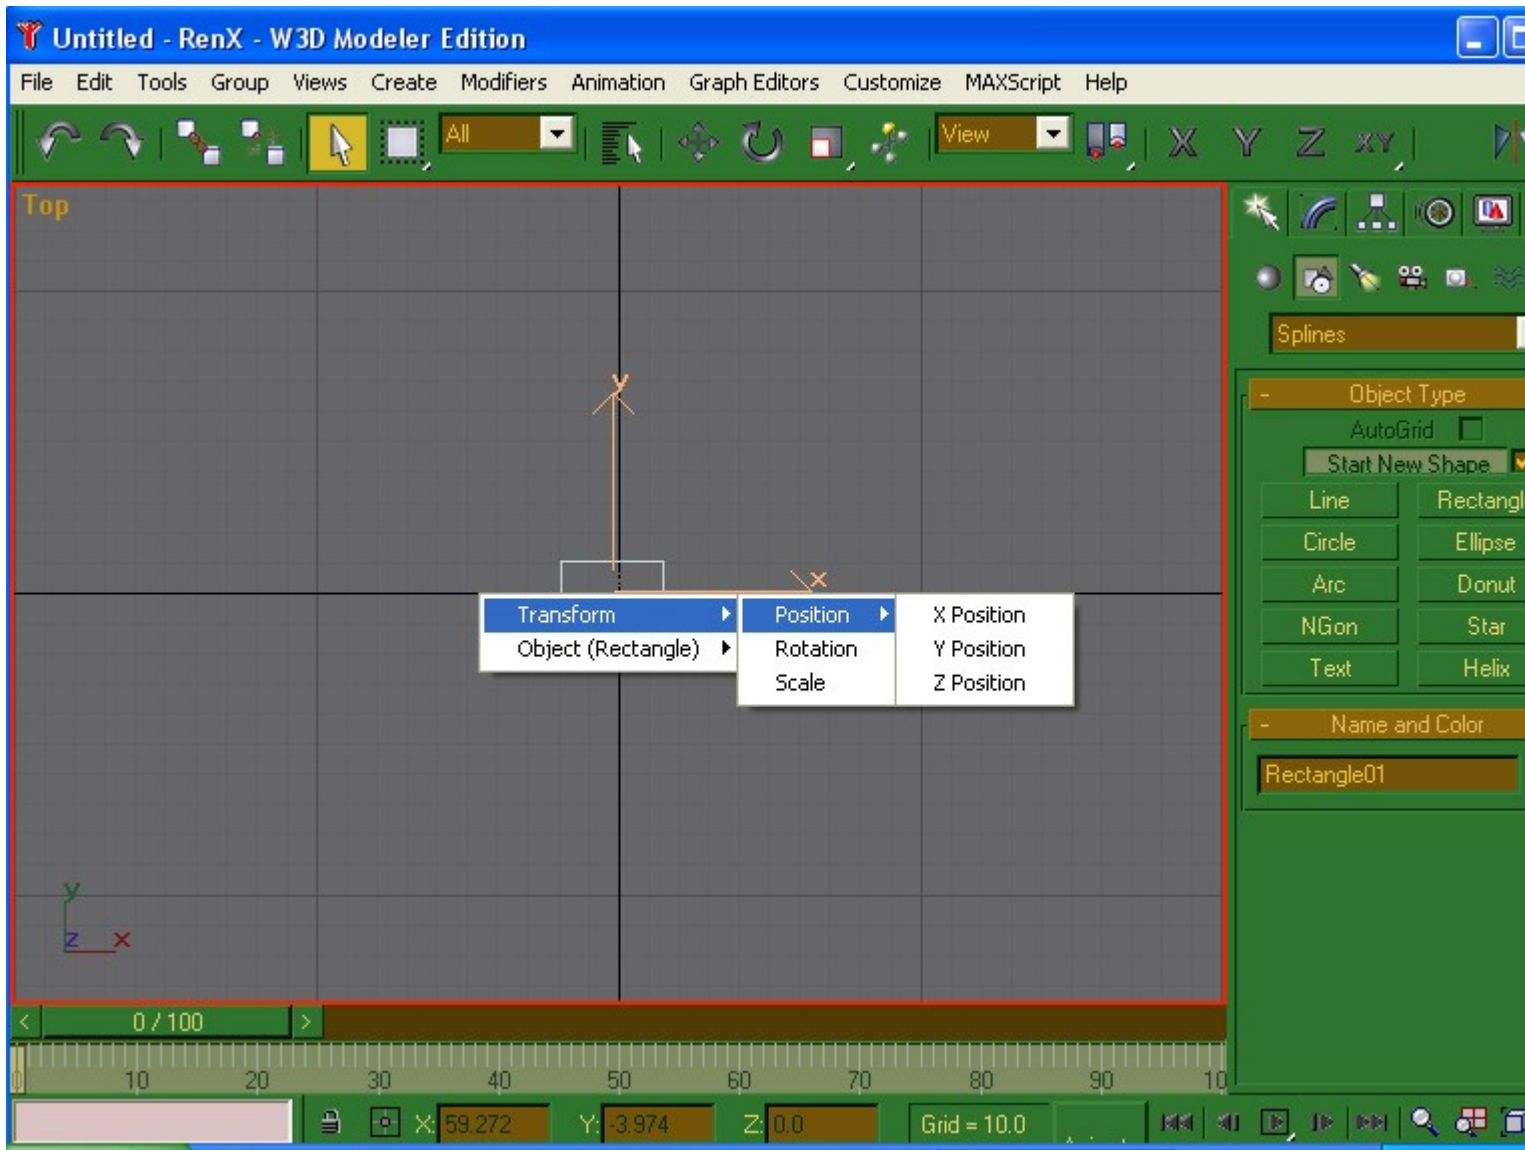 Untitled - RenX - W3D Modeler Edition
File Edit Tools Group Views Create Modifiers Animation Graph Editors Customize MAXScript Help
All View X Y Z XY
Top
Splines
y
- Object Type
AutoGrid
Start New Shape
Line Rectangl
Circle Ellipse
Arc Donut
NGon Star
Text Helix
x
Transform Position X Position
Object (Rectangle) Rotation Y Position
Scale Z Position
- Name and Color
Rectangle01
y
z x
< 0 / 100 >
0 10 20 30 40 50 60 70 80 90 10
X: 59.272 Y: -3.974 Z: 0.0 Grid = 10.0